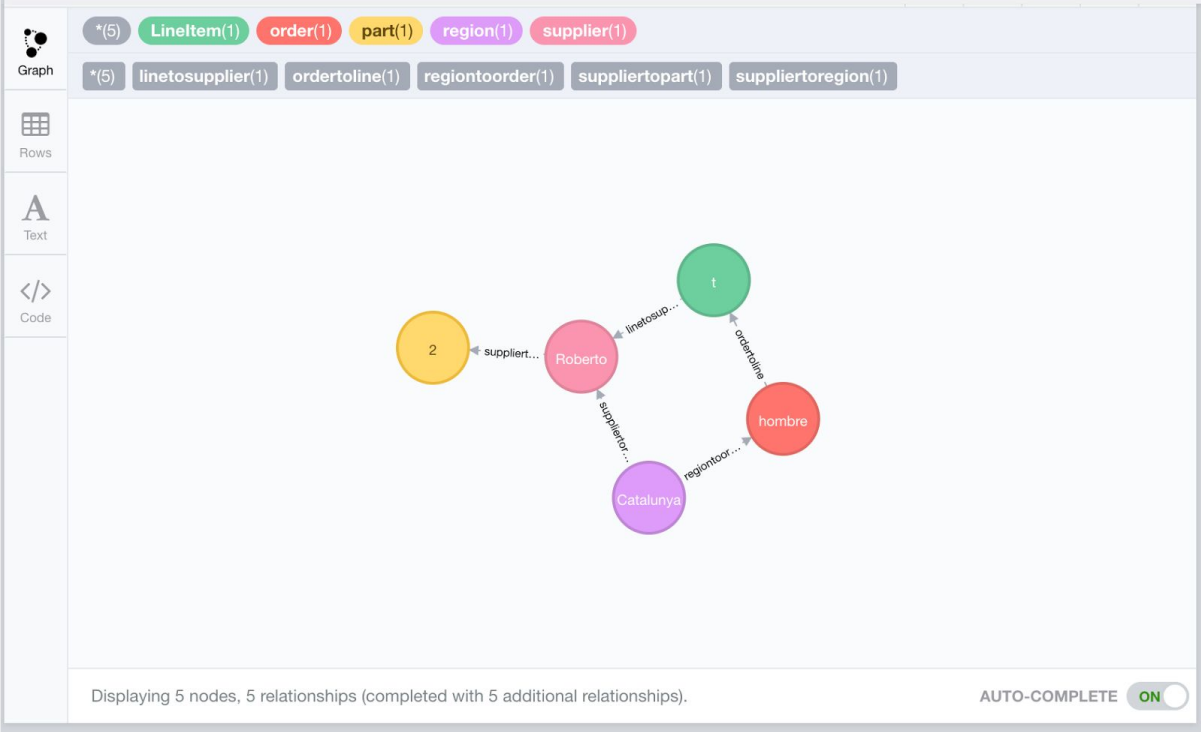 *(5) LineItem(1) order(1) part(1) region(1) supplier(1)
*(5) linetosupplier(1) ordertoline(1) regiontoorder(1) suppliertopart(1) suppliertoregion(1)
Graph
Rows
Text
Code
t
linetosup...
2
suppliert...
Roberto
ordertoline
hombre
suppliertor...
regiontoor...
Catalunya
Displaying 5 nodes, 5 relationships (completed with 5 additional relationships).
AUTO-COMPLETE ON